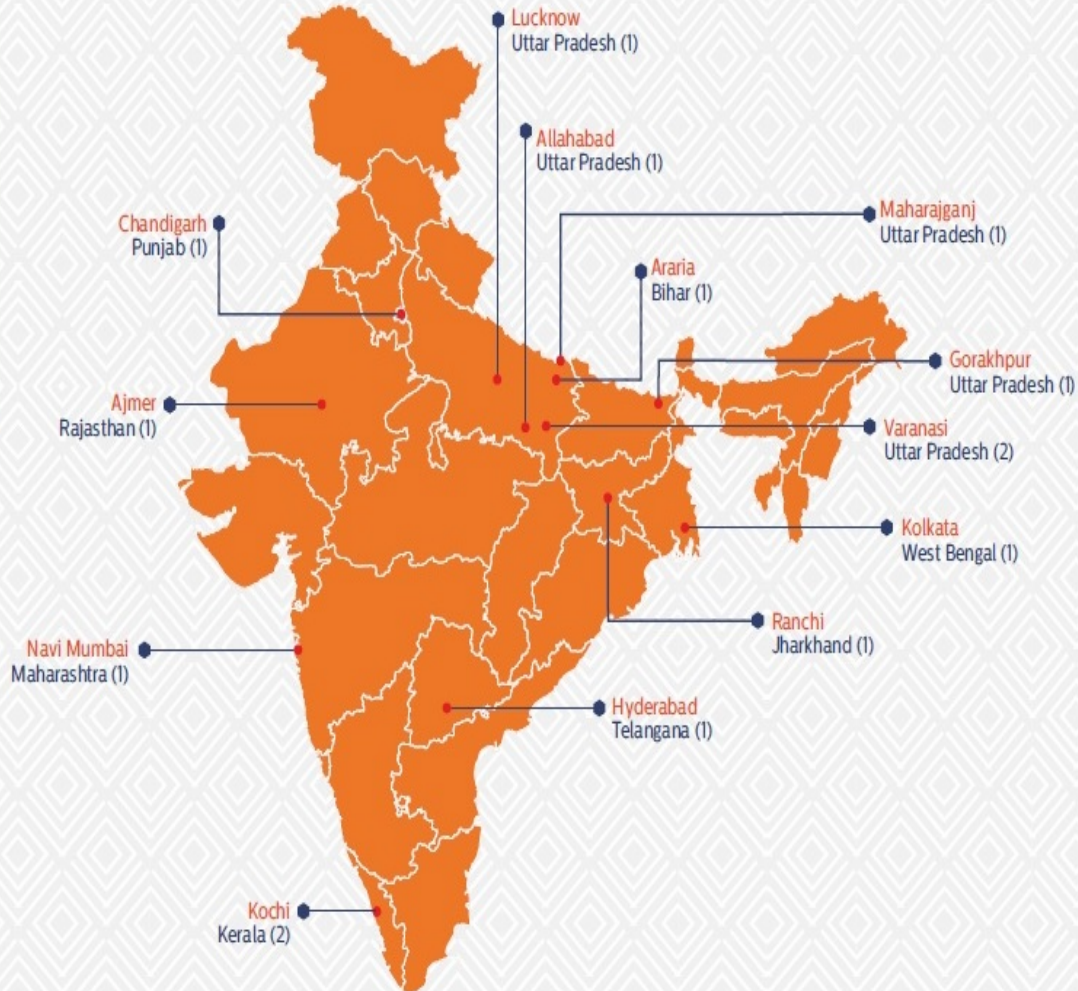 Lucknow
Uttar Pradesh (1)
Allahabad
Uttar Pradesh (1)
Maharajganj
Uttar Pradesh (1)
Chandigarh
Punjab (1)
Araria
Bihar (1)
Gorakhpur
Uttar Pradesh (1)
Ajmer
Rajasthan (1)
Varanasi
Uttar Pradesh (2)
Kolkata
West Bengal (1)
Ranchi
Jharkhand (1)
Navi Mumbai
Maharashtra (1)
Hyderabad
Telangana (1)
Kochi
Kerala (2)